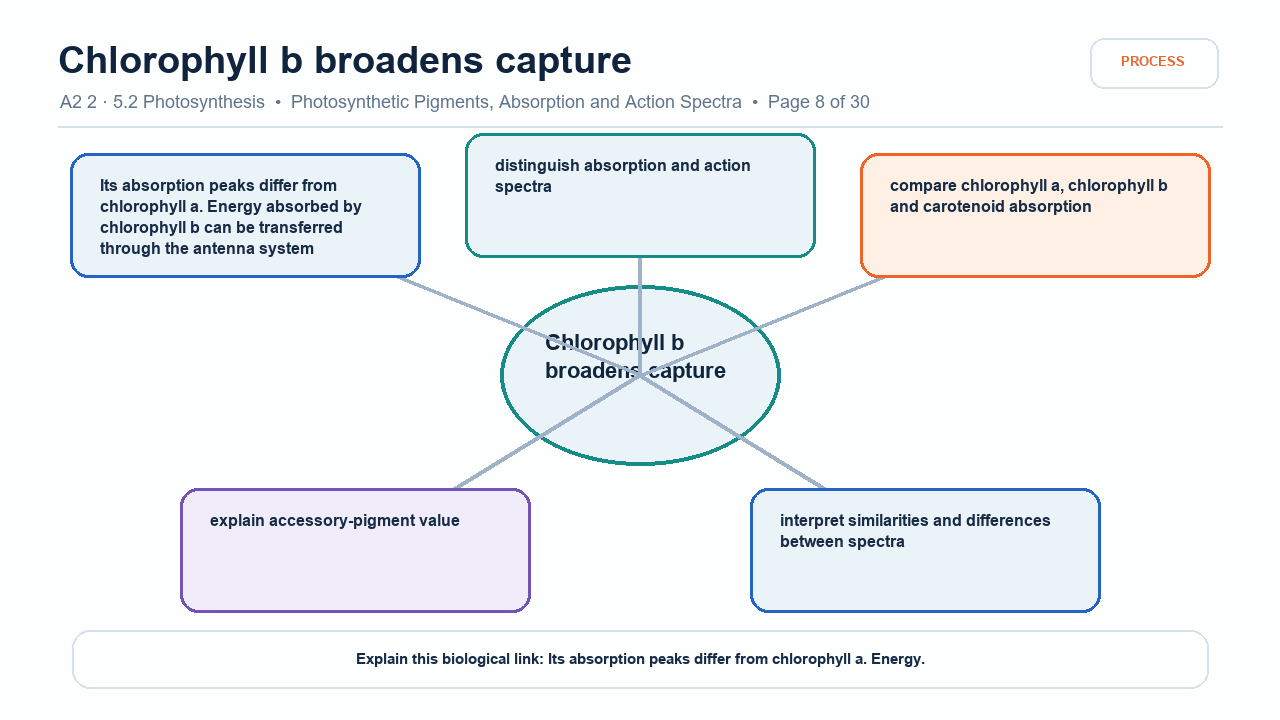 Chlorophyll b broadens capture
PROCESS
A2 2 · 5.2 Photosynthesis • Photosynthetic Pigments, Absorption and Action Spectra • Page 8 of 30
Its absorption peaks differ from
chlorophyll a. Energy absorbed by
chlorophyll b can be transferred
through the antenna system
distinguish absorption and action
spectra
compare chlorophyll a, chlorophyll b
and carotenoid absorption
Chlorophyll b
broadens capture
explain accessory-pigment value
interpret similarities and differences
between spectra
Explain this biological link: Its absorption peaks differ from chlorophyll a. Energy.